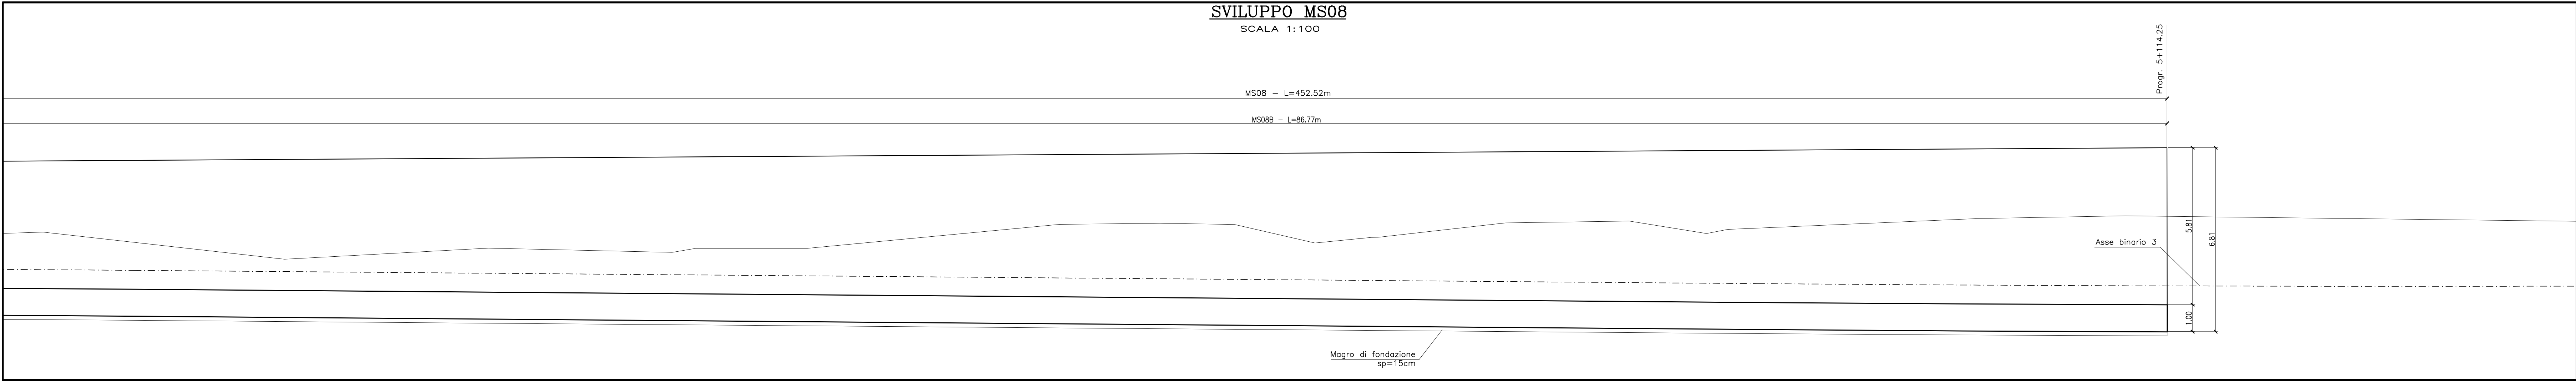 SVILUPPO MS08
SCALA 1:100
Progr. 5+114.25
MS08 - L=452.52m
MS08B - L=86.77m
5.81
6.81
Asse binario 3
1.00
Magro di fondazione
sp=15cm